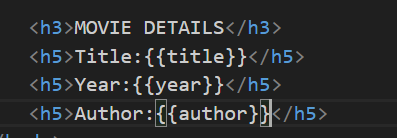 <h3>MOVIE DETAILS</h3>
<h5>Title:{{title}}</h5>
<h5>Year:{{year}}</h5>
<h5>Author:{{author}}</h5>